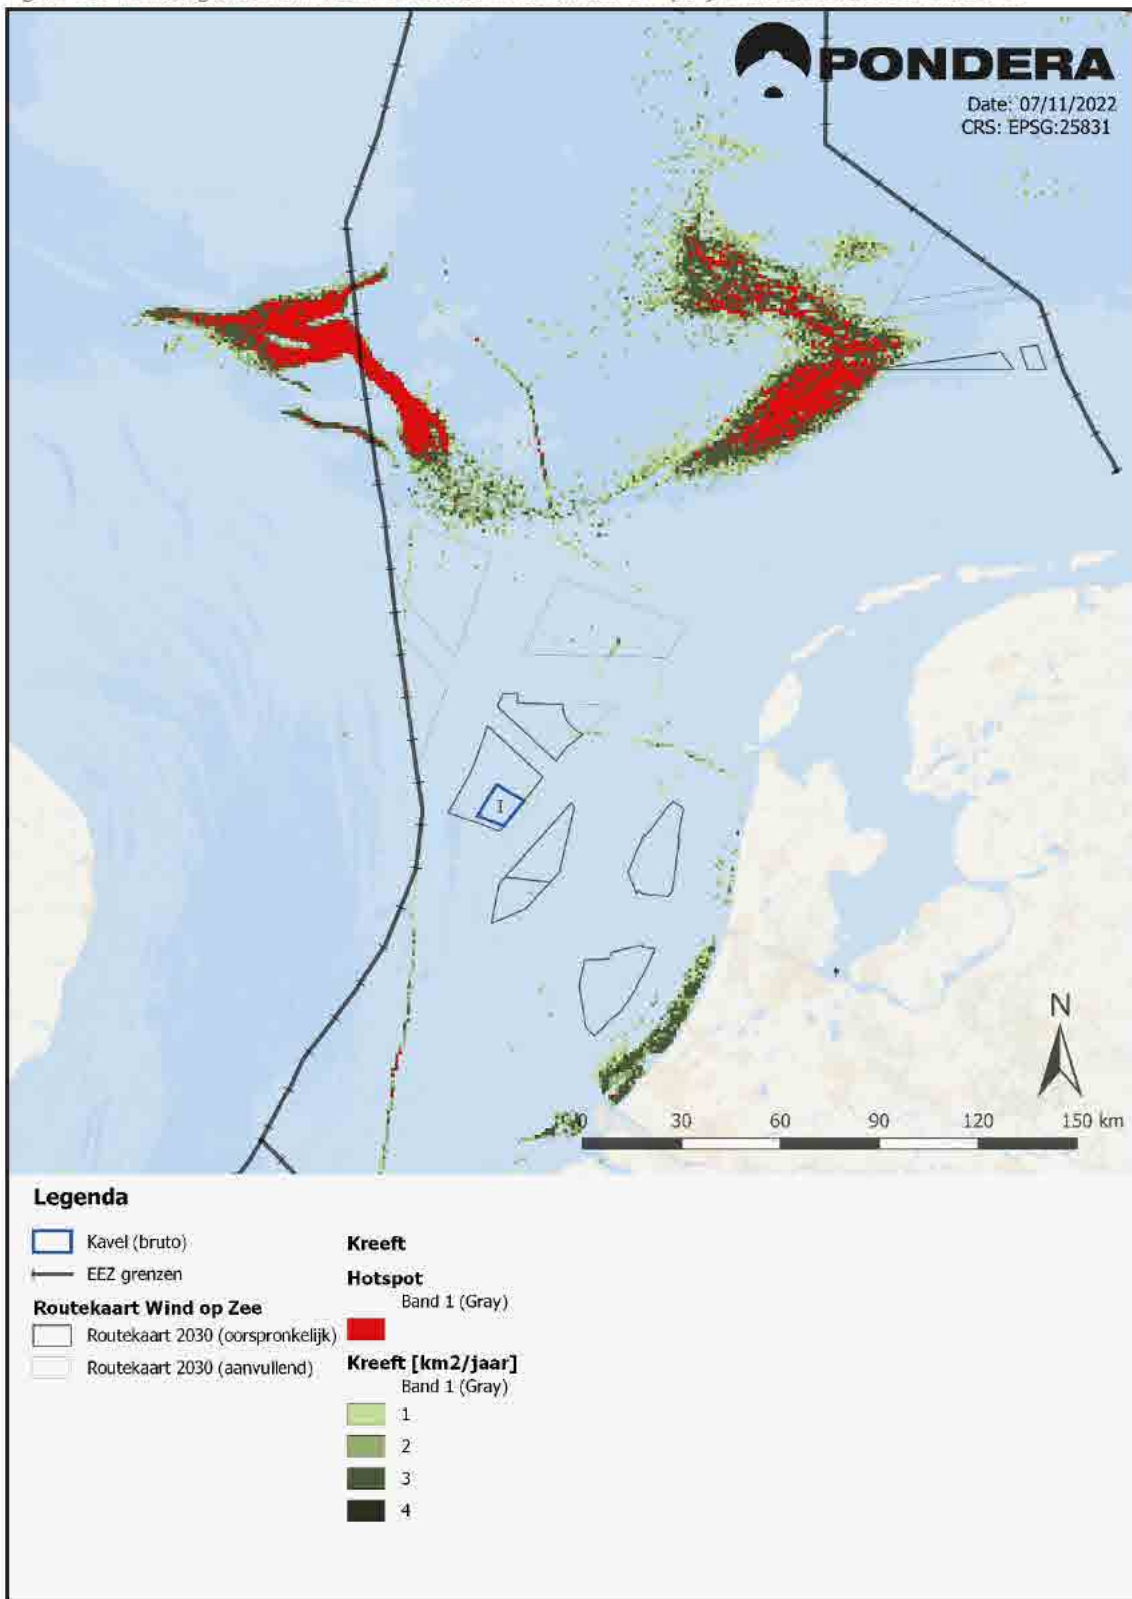 PONDERA
Date: 07/11/2022
CRS: EPSG:25831
I
N
0 30 60 90 120 150 km
Legenda
Kavel (bruto)
EEZ grenzen
Routekaart Wind op Zee
Routekaart 2030 (oorspronkelijk)
Routekaart 2030 (aanvullend)
Kreeft
Hotspot
Band 1 (Gray)
Kreeft [km2/jaar]
Band 1 (Gray)
1
2
3
4